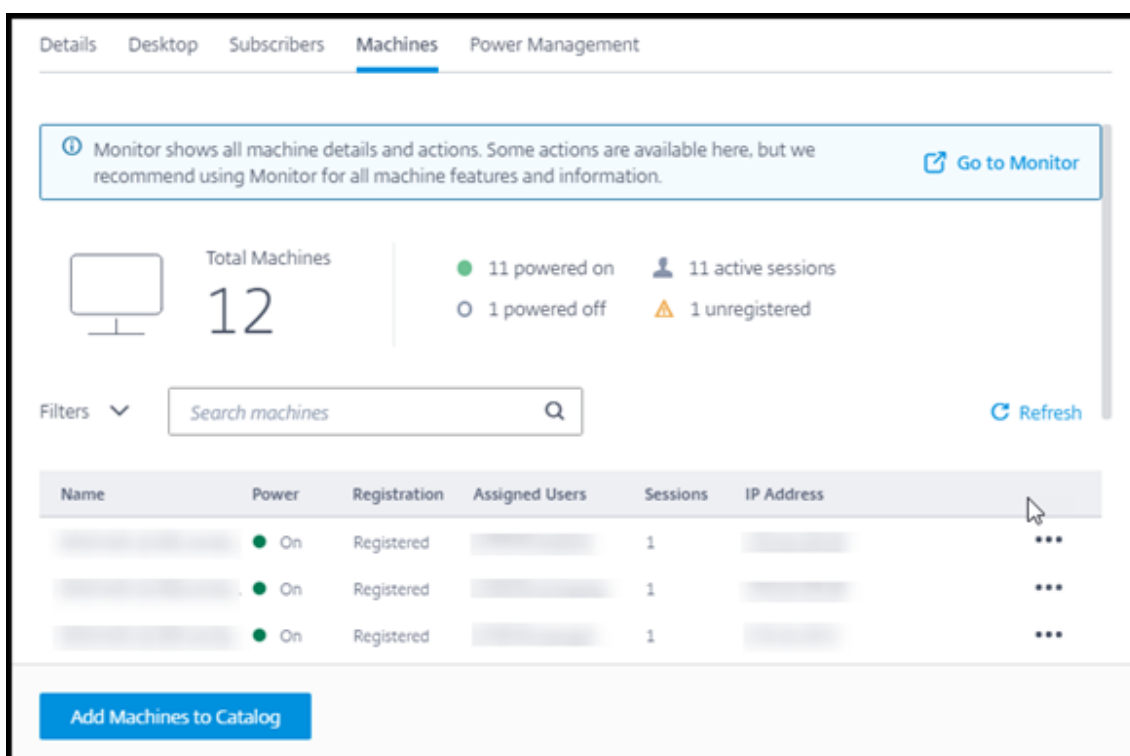 Details Desktop Subscribers Machines Power Management
Monitor shows all machine details and actions. Some actions are available here, but we
recommend using Monitor for all machine features and information.
Go to Monitor
Total Machines
12
11 powered on 11 active sessions
1 powered off 1 unregistered
Filters Search machines Refresh
Name Power Registration Assigned Users Sessions IP Address
On Registered 1
On Registered 1
On Registered 1
Add Machines to Catalog